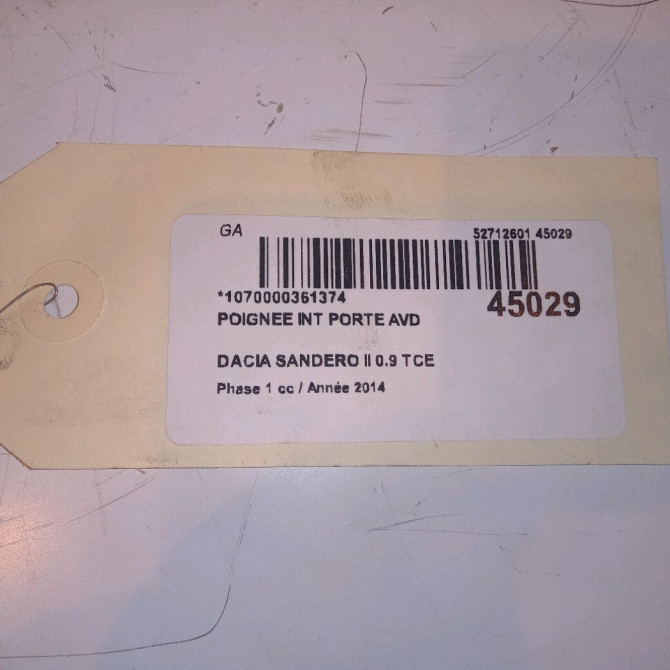 GA
52712601 45029
*1070000361374
45029
POIGNEE INT PORTE AVD
DACIA SANDERO II 0.9 TCE
Phase 1 cc / Année 2014